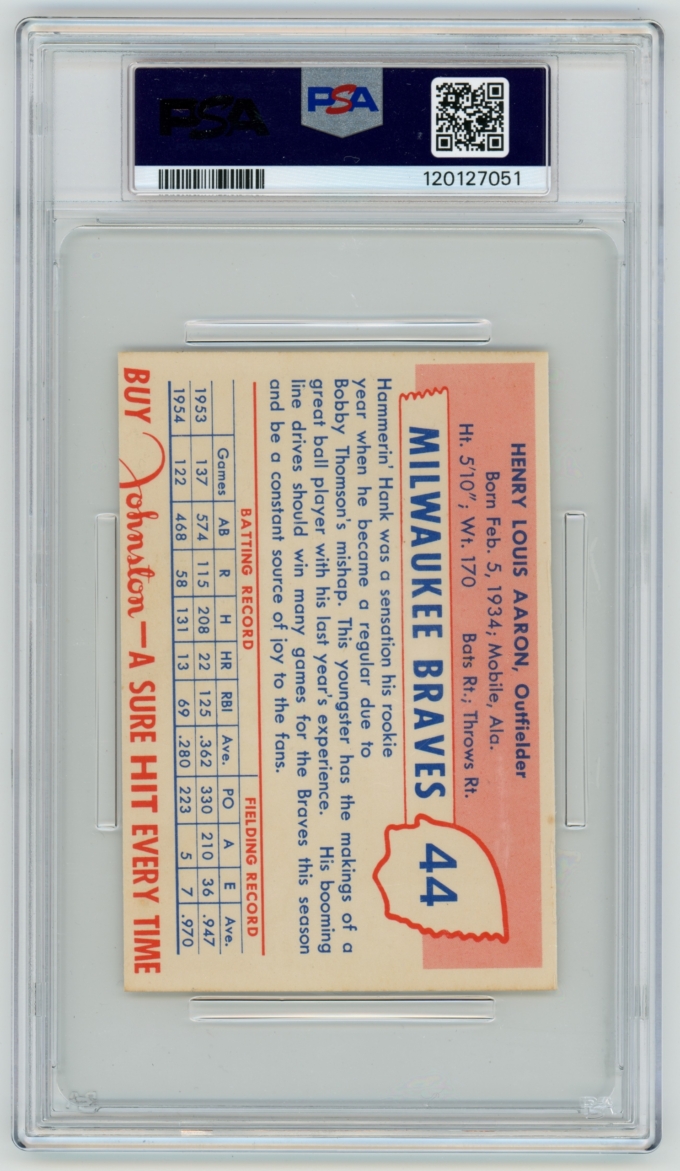 PSA
PSA
120127051
HENRY LOUIS AARON, Outfielder
Born Feb. 5, 1934; Mobile, Ala.
Ht. 5'10"; Wt. 170 Bats Rt.; Throws Rt.
MILWAUKEE BRAVES 44
Hammerin' Hank was a sensation his rookie
year when he became a regular due to
Bobby Thomson's mishap. This youngster has the makings of a
great ball player with his last year's experience. His booming
line drives should win many games for the Braves this season
and be a constant source of joy to the fans.
BATTING RECORD FIELDING RECORD
Games AB R H HR RBI Ave. PO A E Ave.
1953 137 574 115 208 22 125 .362 330 210 36 .947
1954 122 468 58 131 13 69 .280 223 5 7 .970
BUY Johnston—A SURE HIT EVERY TIME